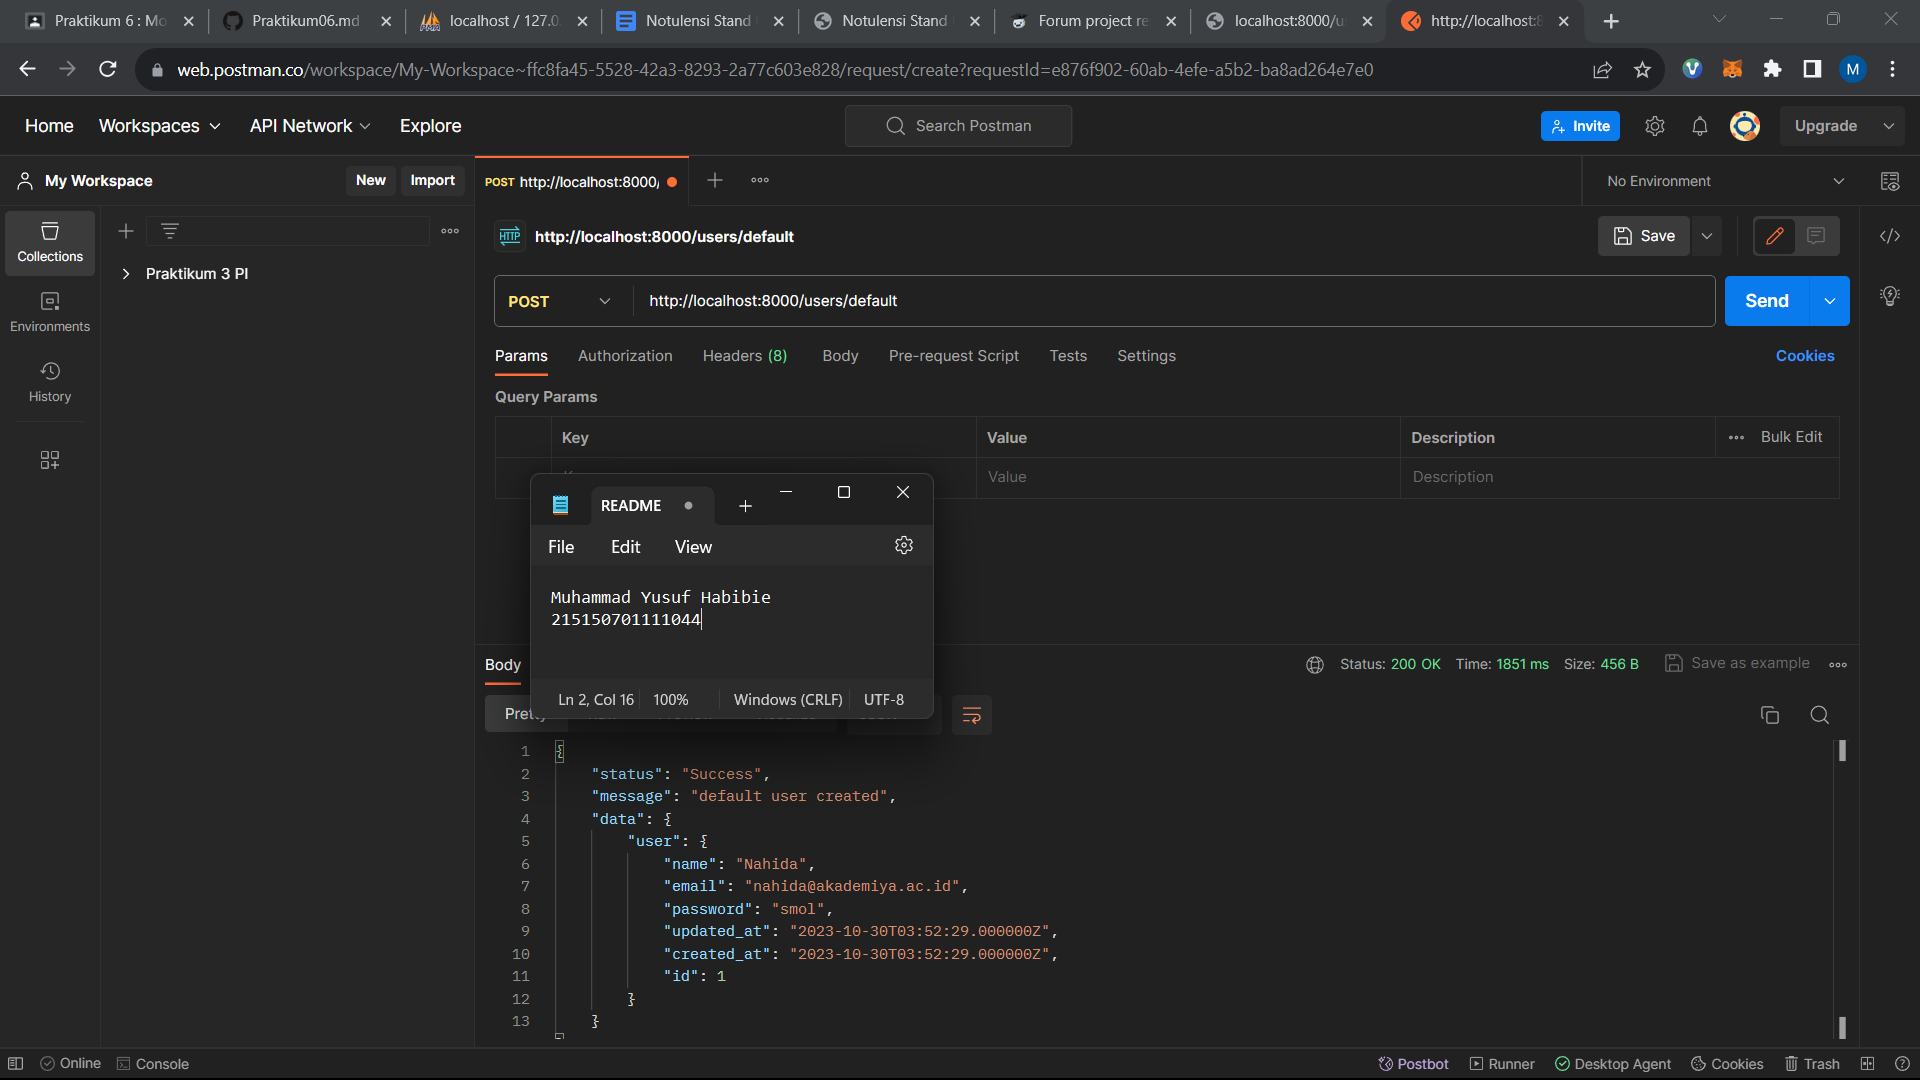 Praktikum 6 : Mo
Praktikum06.md
localhost / 127.0.
Notulensi Stand
Notulensi Stand
Forum project re
localhost:8000/u
http://localhost:8
web.postman.co/workspace/My-Workspace~ffc8fa45-5528-42a3-8293-2a77c603e828/request/create?requestId=e876f902-60ab-4efe-a5b2-ba8ad264e7e0
M
Home Workspaces API Network Explore
Search Postman
Invite
Upgrade
My Workspace
New Import
POST http://localhost:8000/
No Environment
Collections
Environments
History
Praktikum 3 PI
HTTP http://localhost:8000/users/default
Save
POST http://localhost:8000/users/default
Send
Params Authorization Headers (8) Body Pre-request Script Tests Settings
Cookies
Query Params
Key Value Description Bulk Edit
Value Description
README
File Edit View
Muhammad Yusuf Habibie
215150701111044
Ln 2, Col 16 100% Windows (CRLF) UTF-8
Body
Status: 200 OK Time: 1851 ms Size: 456 B Save as example
Pretty
1 {
2 "status": "Success",
3 "message": "default user created",
4 "data": {
5 "user": {
6 "name": "Nahida",
7 "email": "nahida@akademiya.ac.id",
8 "password": "smol",
9 "updated_at": "2023-10-30T03:52:29.000000Z",
10 "created_at": "2023-10-30T03:52:29.000000Z",
11 "id": 1
12 }
13 }
Online Console
Postbot Runner Desktop Agent Cookies Trash